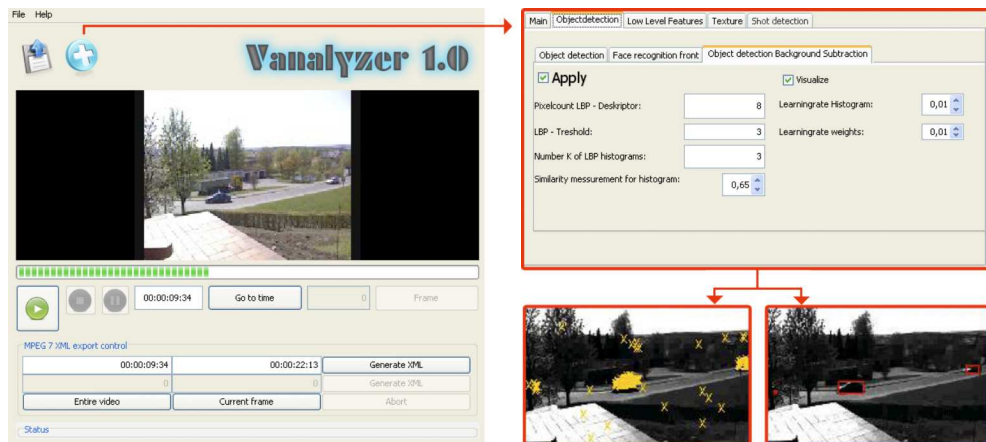 File Help
Vanalyzer 1.0
00:00:09:34 Go to time 0 Frame
MPEG 7 XML export control
00:00:09:34 00:00:22:13 Generate XML
0 0 Generate XML
Entire video Current frame Abort
Status
Main Objectdetection Low Level Features Texture Shot detection
Object detection Face recognition front Object detection Background Subtraction
Apply Visualize
Pixelcount LBP - Deskriptor: 8 Learningrate Histogram: 0,01
LBP - Treshold: 3 Learningrate weights: 0,01
Number K of LBP histograms: 3
Similarity messurement for histogram: 0,65